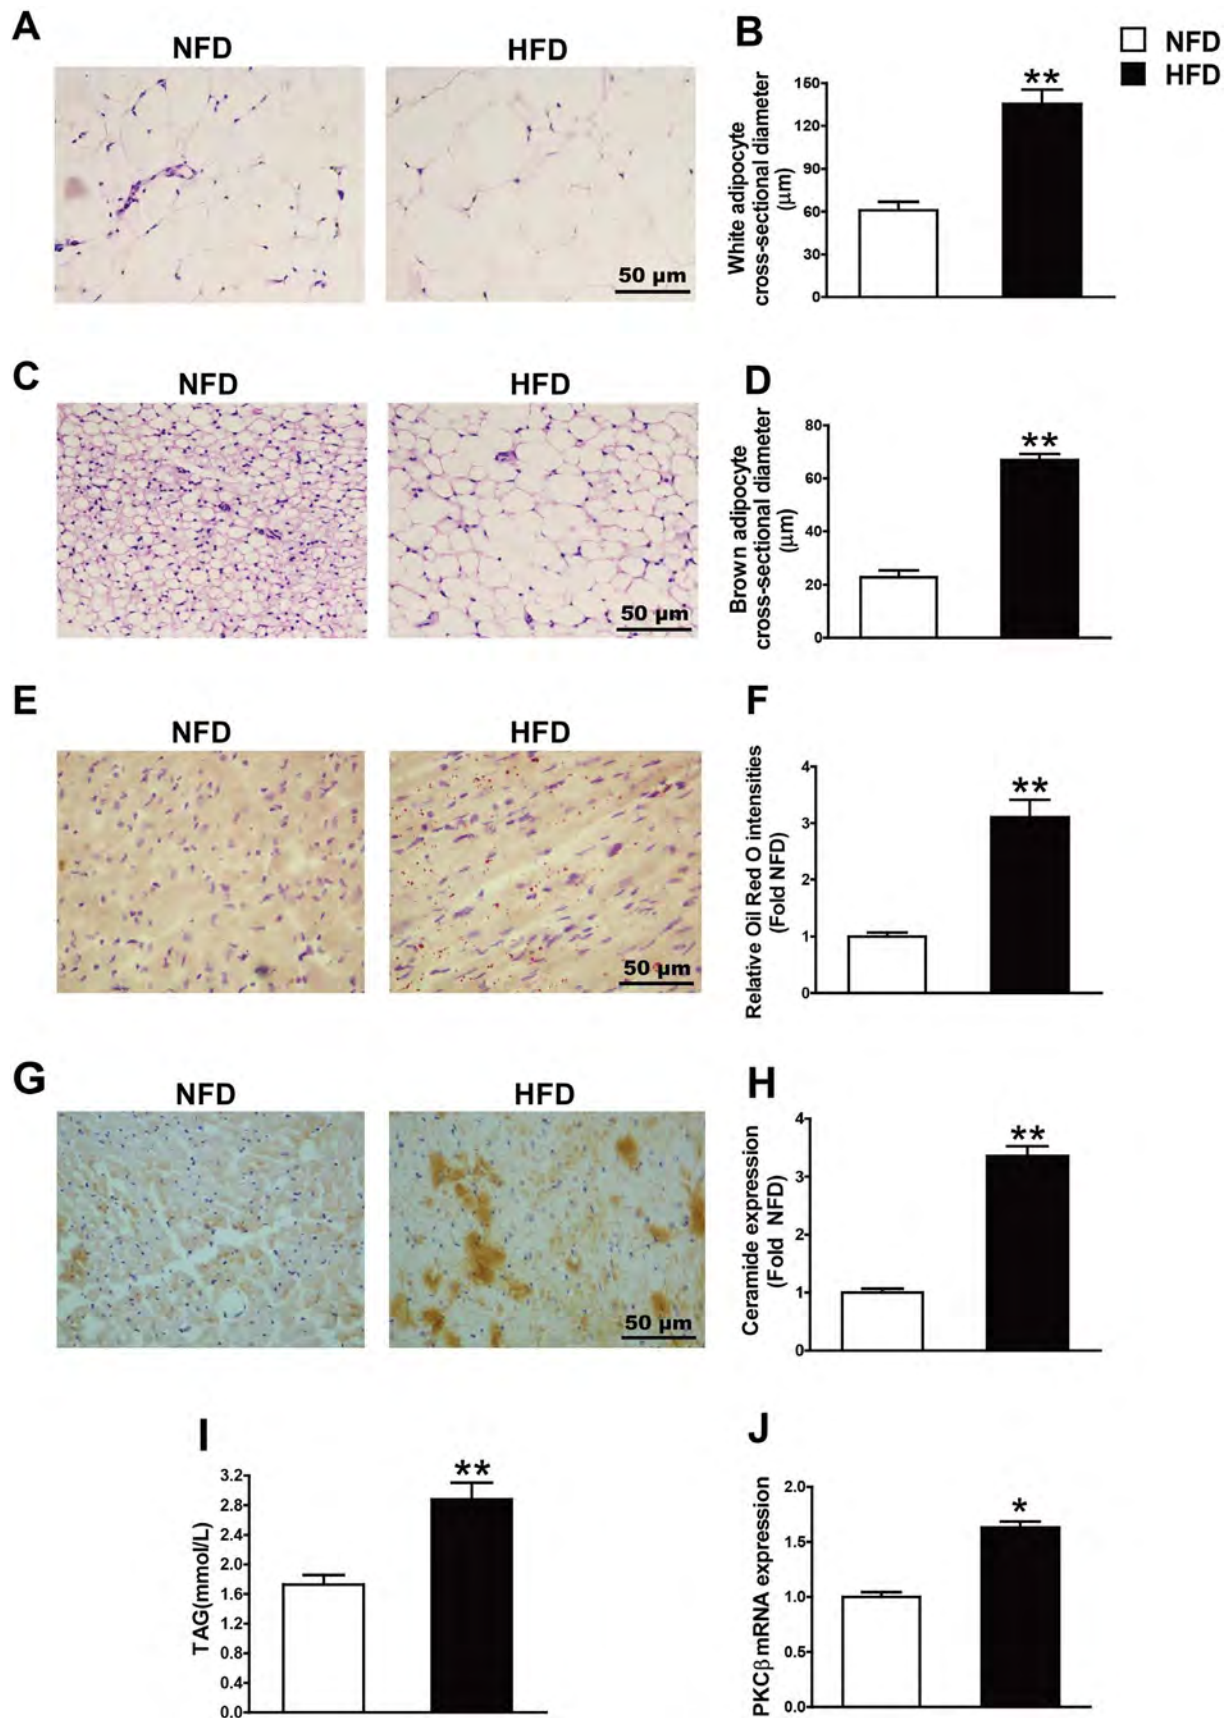 A
NFD
HFD
50 µm
B
NFD
HFD
White adipocyte
cross-sectional diameter
(µm)
160
120
60
30
0
**
C
NFD
HFD
50 µm
D
Brown adipocyte
cross-sectional diameter
(µm)
80
60
40
20
0
**
E
NFD
HFD
50 µm
F
Relative Oil Red O intensities
(Fold NFD)
4
3
2
1
0
**
G
NFD
HFD
50 µm
H
Ceramide expression
(Fold NFD)
4
3
2
1
0
**
I
TAG(mmol/L)
3.2
2.8
2.4
2.0
1.6
1.2
0.8
0.4
0.0
**
J
PKCβ mRNA expression
2.0
1.5
1.0
0.5
0.0
*